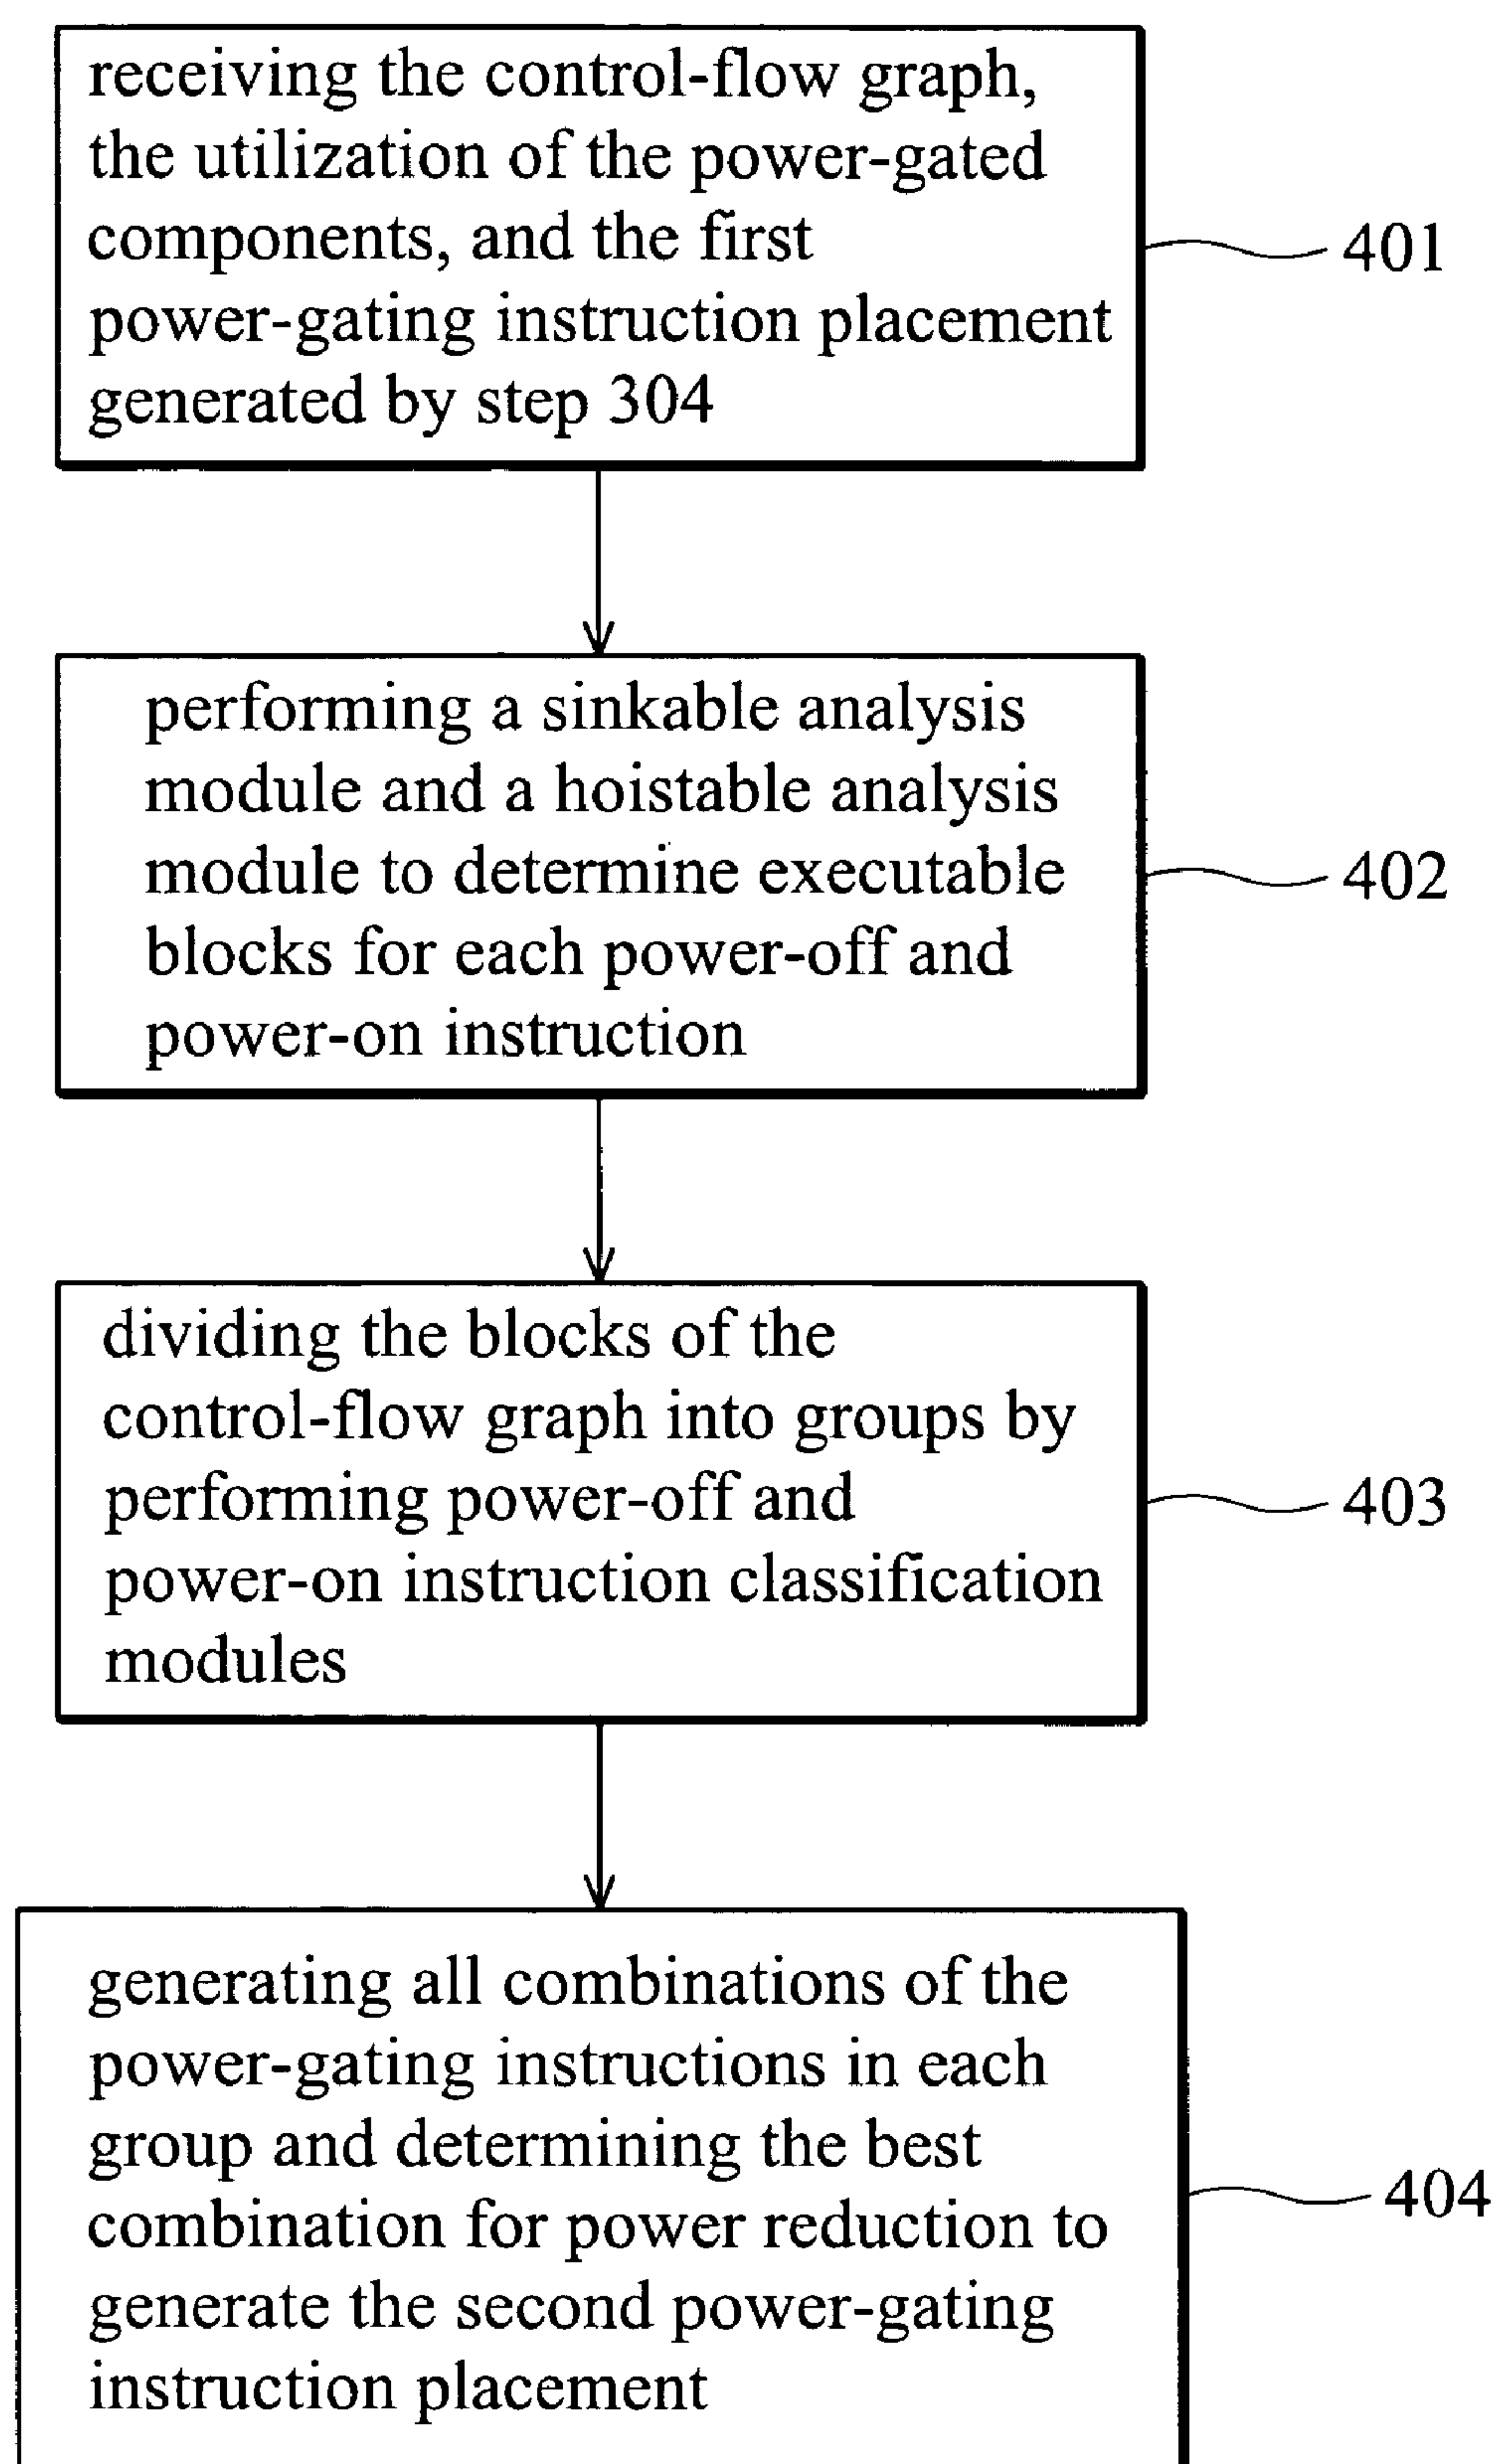 receiving the control-flow graph,
the utilization of the power-gated
components, and the first
power-gating instruction placement
generated by step 304
401
performing a sinkable analysis
module and a hoistable analysis
module to determine executable
blocks for each power-off and
power-on instruction
402
dividing the blocks of the
control-flow graph into groups by
performing power-off and
power-on instruction classification
modules
403
generating all combinations of the
power-gating instructions in each
group and determining the best
combination for power reduction to
generate the second power-gating
instruction placement
404